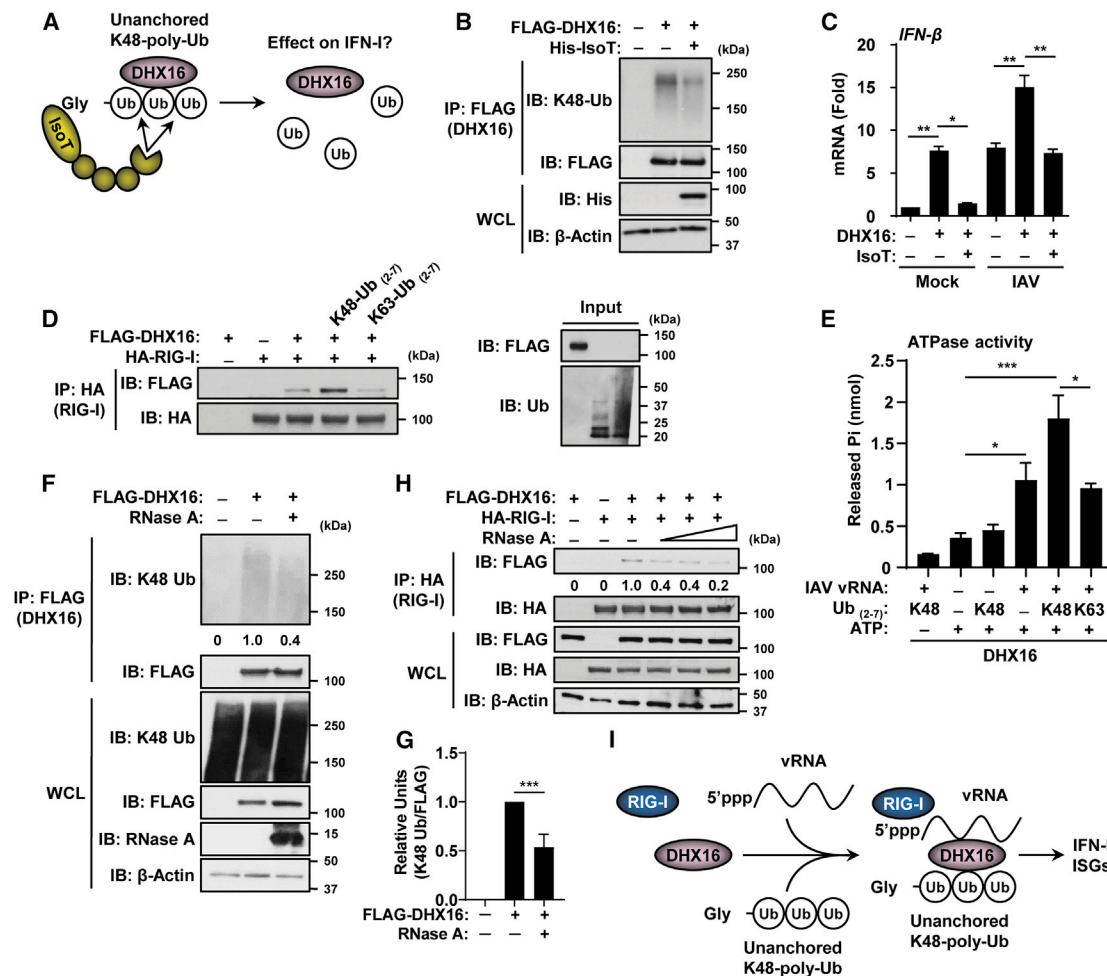 A
Unanchored
K48-poly-Ub
Effect on IFN-I?
DHX16
DHX16
Gly
Ub Ub Ub
Ub
Ub
Ub
IsoT
B
FLAG-DHX16: – + +
His-IsoT: – – +
(kDa)
IP: FLAG
(DHX16)
IB: K48-Ub
250
150
IB: FLAG
150
100
WCL
IB: His
100
75
IB: β-Actin
50
37
C
IFN-β
mRNA (Fold)
20
15
10
5
0
** * ** **
DHX16: – + + – + +
IsoT: – – + – – +
Mock IAV
D
K48-Ub (2-7)
K63-Ub (2-7)
FLAG-DHX16: + – + + +
HA-RIG-I: – + + + +
(kDa)
IP: HA
(RIG-I)
IB: FLAG
150
IB: HA
100
Input
(kDa)
IB: FLAG
150
100
IB: Ub
50
37
25
20
E
ATPase activity
Released Pi (nmol)
2.5
2
1.5
1
0.5
0
***
*
*
IAV vRNA: + – – + + +
Ub (2-7): K48 – K48 – K48 K63
ATP: – + + + + +
DHX16
F
FLAG-DHX16: – + +
RNase A: – – +
(kDa)
IP: FLAG
(DHX16)
IB: K48 Ub
250
150
0 1.0 0.4
IB: FLAG
100
WCL
IB: K48 Ub
250
150
IB: FLAG
100
IB: RNase A
15
IB: β-Actin
50
37
G
Relative Units
(K48 Ub/FLAG)
1.5
1.0
0.5
0.0
***
FLAG-DHX16: – + +
RNase A: – – +
H
FLAG-DHX16: + – + + + +
HA-RIG-I: – + + + + +
RNase A: – – –
(kDa)
IP: HA
(RIG-I)
IB: FLAG
100
0 0 1.0 0.4 0.4 0.2
IB: HA
100
WCL
IB: FLAG
100
IB: HA
100
IB: β-Actin
50
37
I
vRNA
RIG-I
5'ppp
DHX16
Gly
Ub Ub Ub
Unanchored
K48-poly-Ub
RIG-I
vRNA
5'ppp
DHX16
Gly
Ub Ub Ub
Unanchored
K48-poly-Ub
IFN-I
ISGs